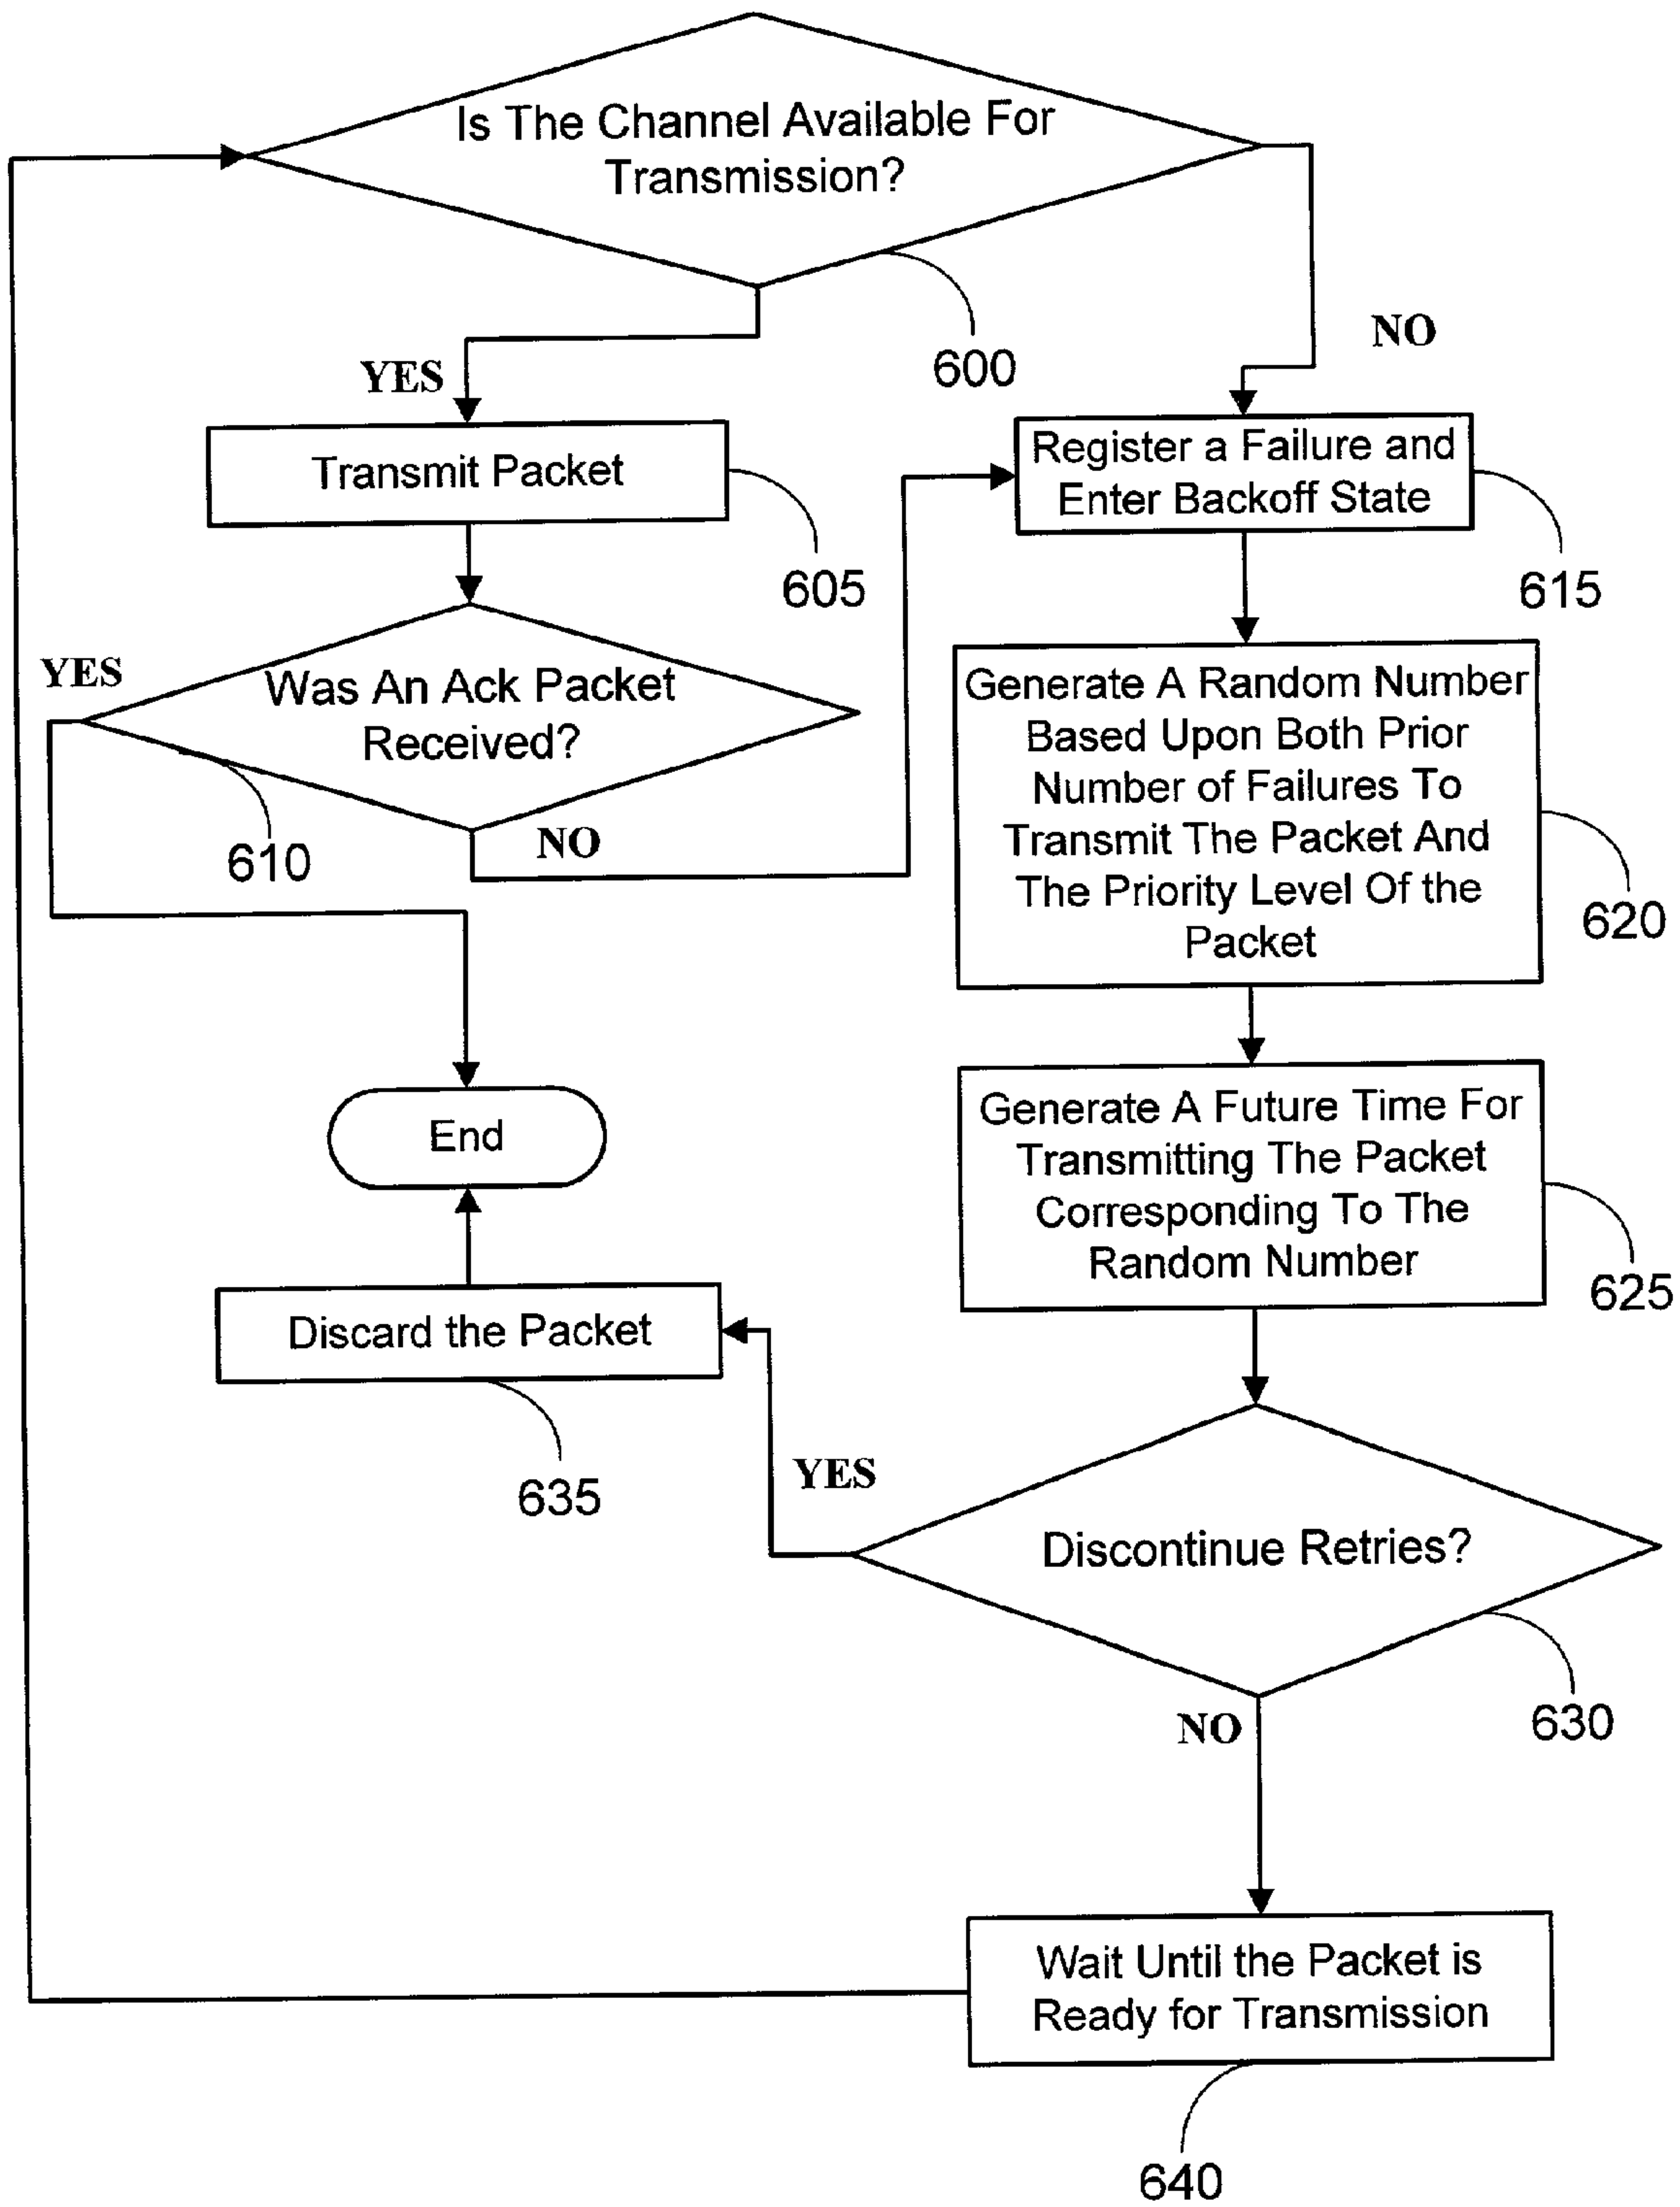 Is The Channel Available For
Transmission?
600
NO
YES
Transmit Packet
605
Register a Failure and
Enter Backoff State
615
YES
Was An Ack Packet
Received?
610
NO
Generate A Random Number
Based Upon Both Prior
Number of Failures To
Transmit The Packet And
The Priority Level Of the
Packet
620
End
Generate A Future Time For
Transmitting The Packet
Corresponding To The
Random Number
625
Discard the Packet
635
YES
Discontinue Retries?
630
NO
Wait Until the Packet is
Ready for Transmission
640